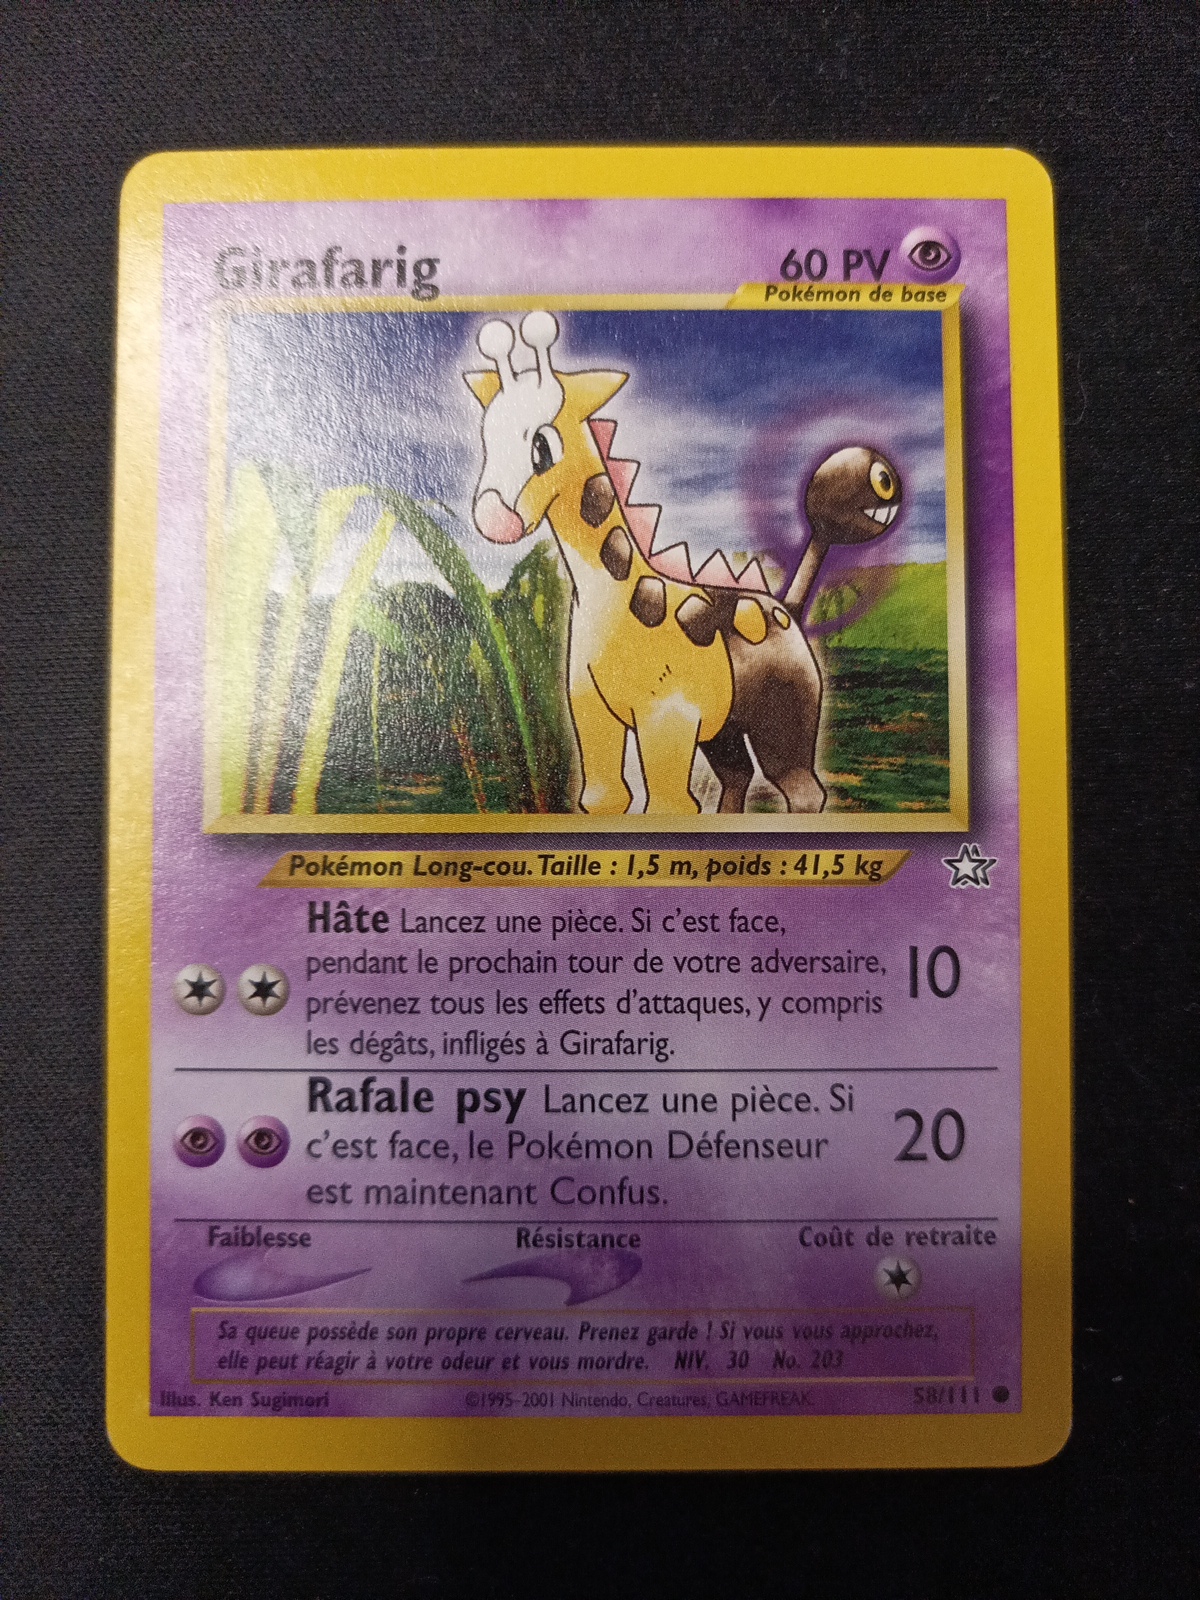 Girafarig
60 PV
Pokémon de base
Pokémon Long-cou. Taille : 1,5 m, poids : 41,5 kg
Hâte Lancez une pièce. Si c'est face,
pendant le prochain tour de votre adversaire,
prévenez tous les effets d'attaques, y compris
les dégâts, infligés à Girafarig.
10
Rafale psy Lancez une pièce. Si
c'est face, le Pokémon Défenseur
est maintenant Confus.
20
Faiblesse
Résistance
Coût de retraite
Sa queue possède son propre cerveau. Prenez garde ! Si vous vous approchez,
elle peut réagir à votre odeur et vous mordre. NIV. 30 No. 203
Illus. Ken Sugimori
©1995-2001 Nintendo, Creatures, GAMEFREAK.
58/111